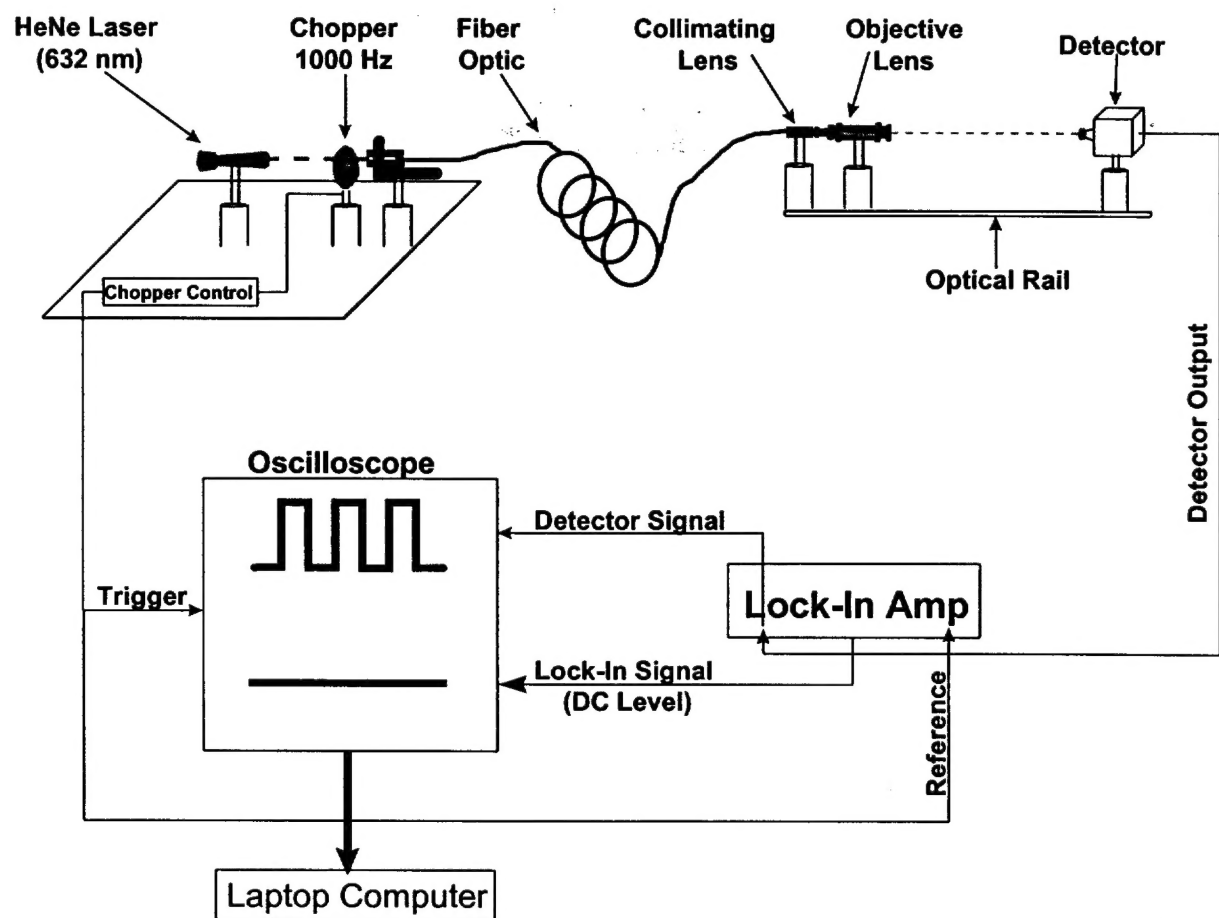 HeNe Laser
(632 nm)
Chopper
1000 Hz
Fiber
Optic
Collimating
Lens
Objective
Lens
Detector
Chopper Control
Optical Rail
Detector Output
Oscilloscope
Detector Signal
Trigger
Lock-In Amp
Lock-In Signal
(DC Level)
Reference
Laptop Computer